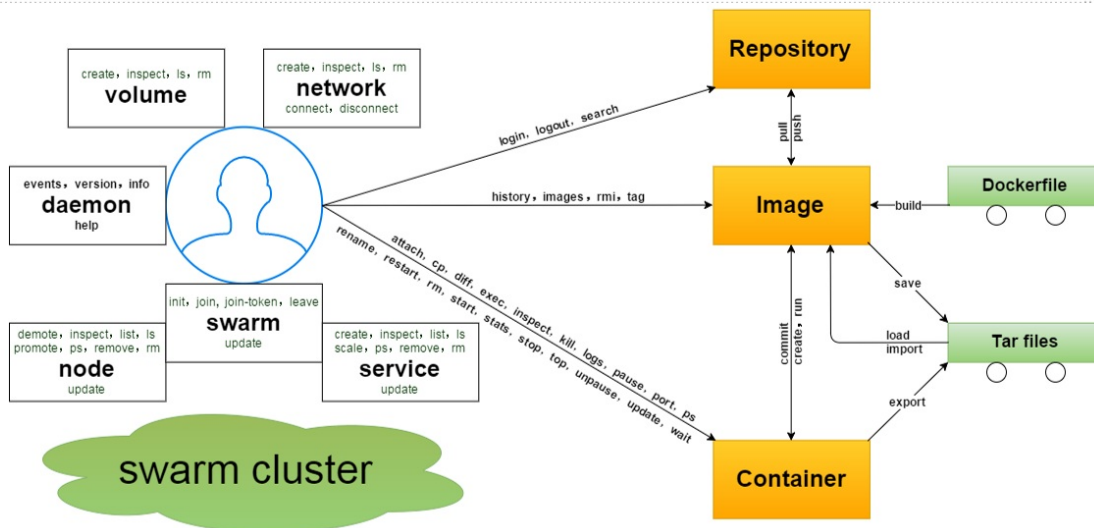 create, inspect, ls, rm
volume
create, inspect, ls, rm
network
connect, disconnect
events, version, info
daemon
help
init, join, join-token, leave
swarm
update
demote, inspect, list, ls
promote, ps, remove, rm
node
update
create, inspect, list, ls
scale, ps, remove, rm
service
update
swarm cluster
login, logout, search
history, images, rmi, tag
attach, cp, diff, exec, inspect, kill, logs, pause, port, ps
rename, restart, rm, start, stats, stop, top, unpause, update, wait
Repository
pull
push
Image
build
Dockerfile
save
load
import
Tar files
commit
create, run
export
Container